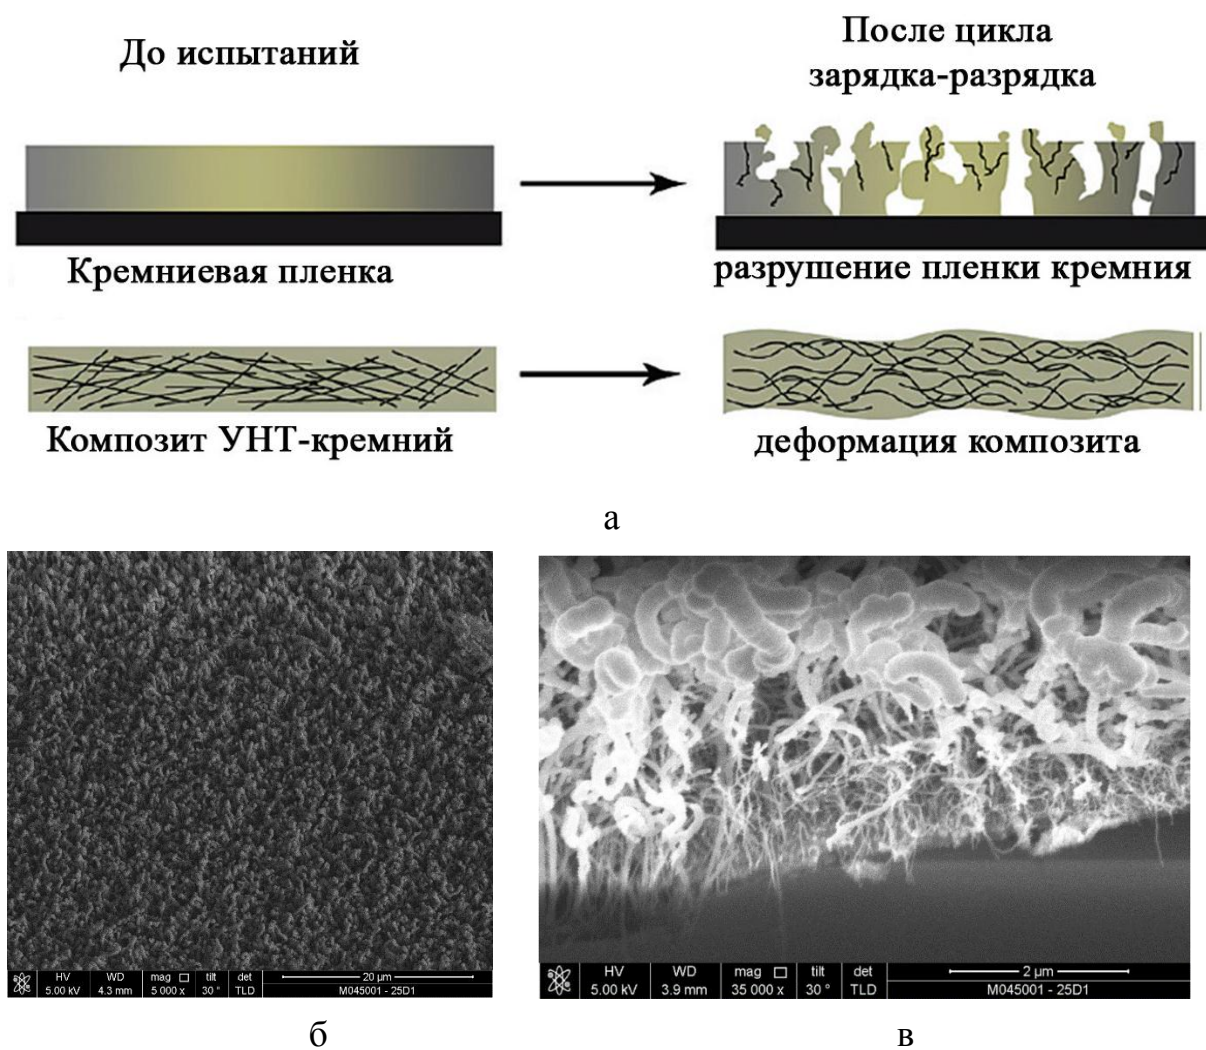 До испытаний
После цикла
зарядка-разрядка
Кремниевая пленка
разрушение пленки кремния
Композит УНТ-кремний
деформация композита
а
HV WD mag tilt det 20 µm
5.00 kV 4.3 mm 5 000 x 30 ° TLD M045001 - 25D1
HV WD mag tilt det 2 µm
5.00 kV 3.9 mm 35 000 x 30 ° TLD M045001 - 25D1
б
в